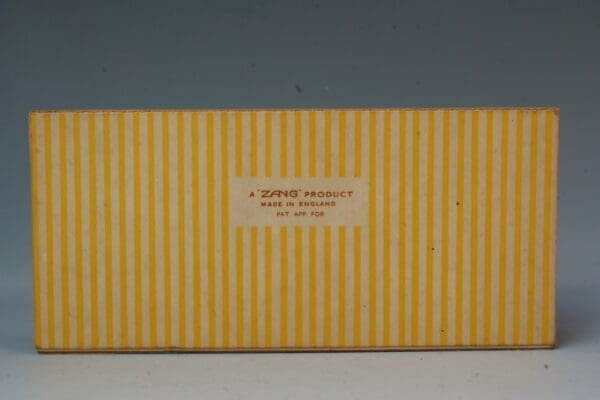 A 'ZANG' PRODUCT
MADE IN ENGLAND
PAT. APP. FOR